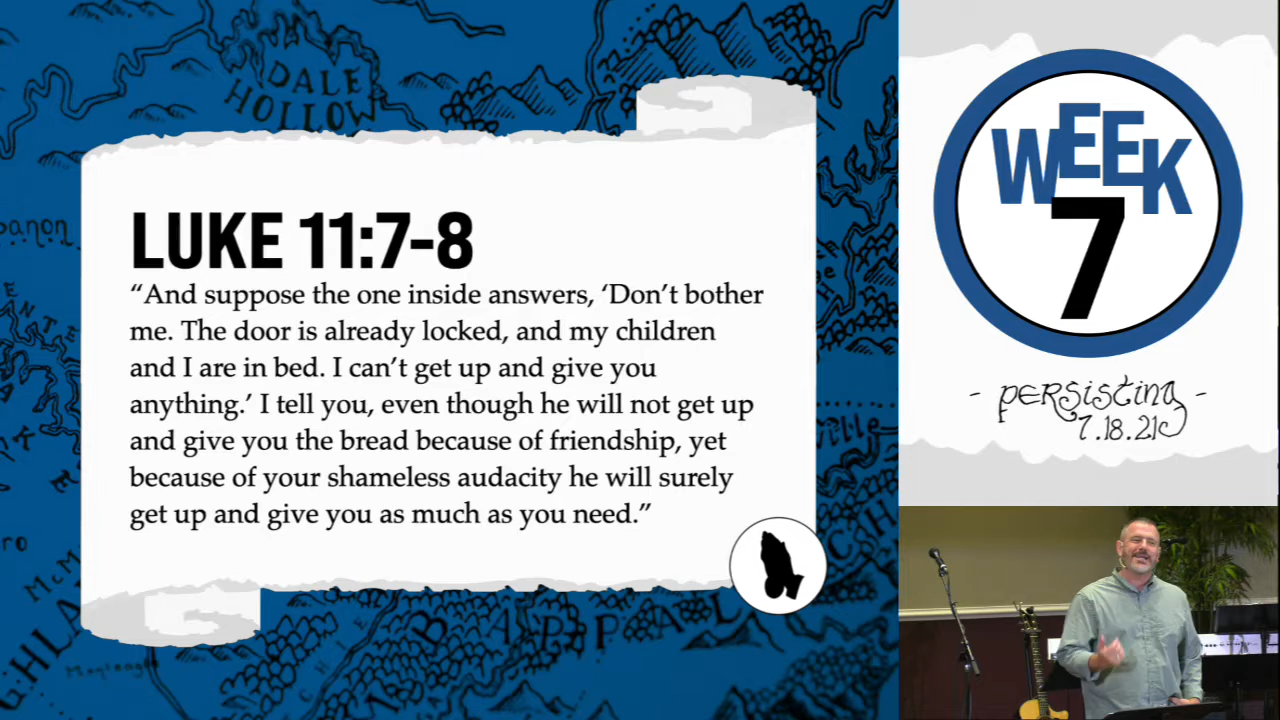 DALE
HOLLOW
LUKE 11:7-8
“And suppose the one inside answers, ‘Don’t bother
me. The door is already locked, and my children
and I are in bed. I can’t get up and give you
anything.’ I tell you, even though he will not get up
and give you the bread because of friendship, yet
because of your shameless audacity he will surely
get up and give you as much as you need.”
WEEK
7
- PERSISTING -
7.18.21